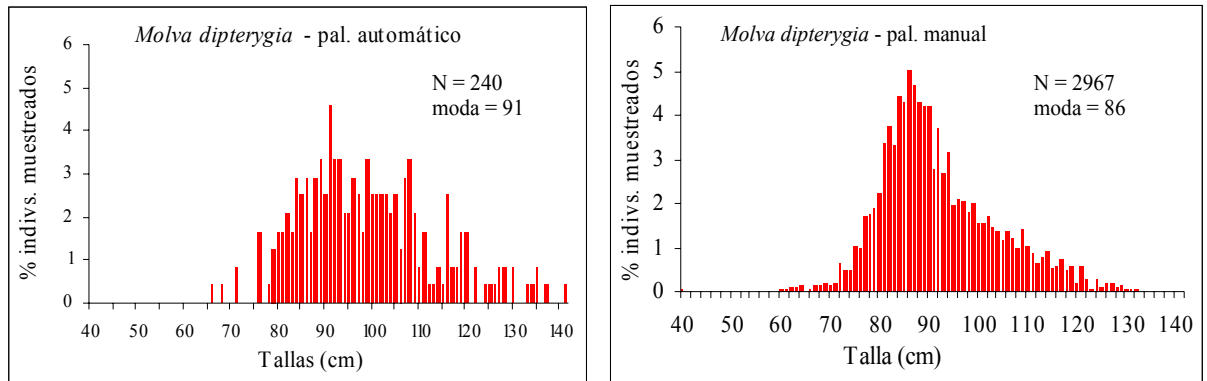 Molva dipterygia - pal. automático
N = 240
moda = 91
% indivs. muestreados
6
5
4
3
2
1
0
40 50 60 70 80 90 100 110 120 130 140
Tallas (cm)
Molva dipterygia - pal. manual
N = 2967
moda = 86
% indivs. muestreados
6
5
4
3
2
1
0
40 50 60 70 80 90 100 110 120 130 140
Talla (cm)